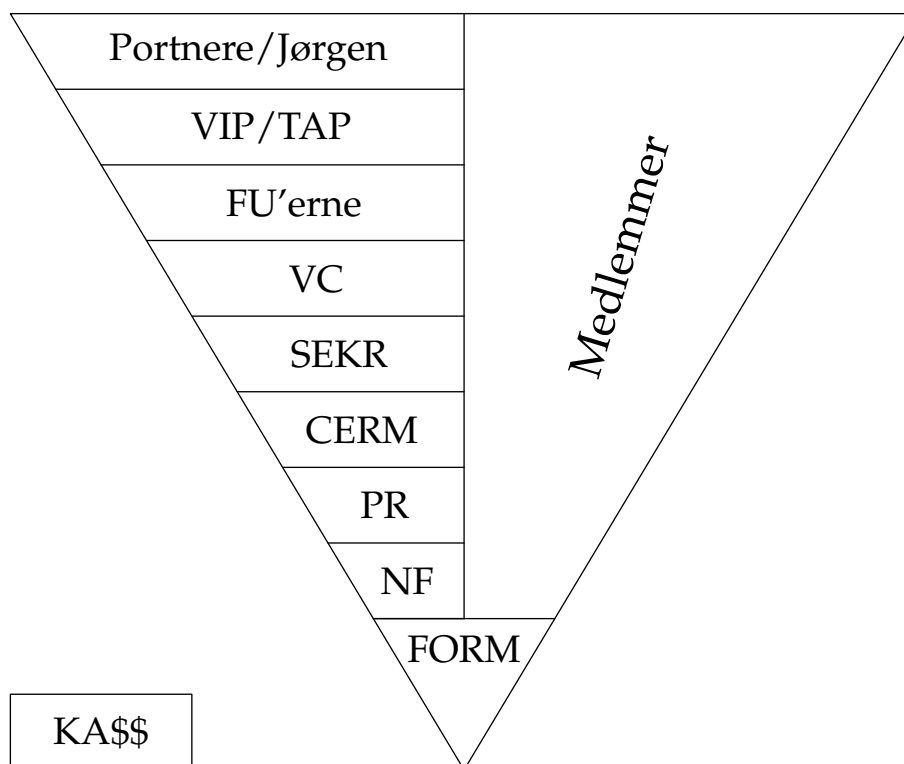 Portnere/Jørgen
VIP/TAP
FU’erne
VC
SEKR
CERM
PR
NF
FORM
Medlemmer
KA$$